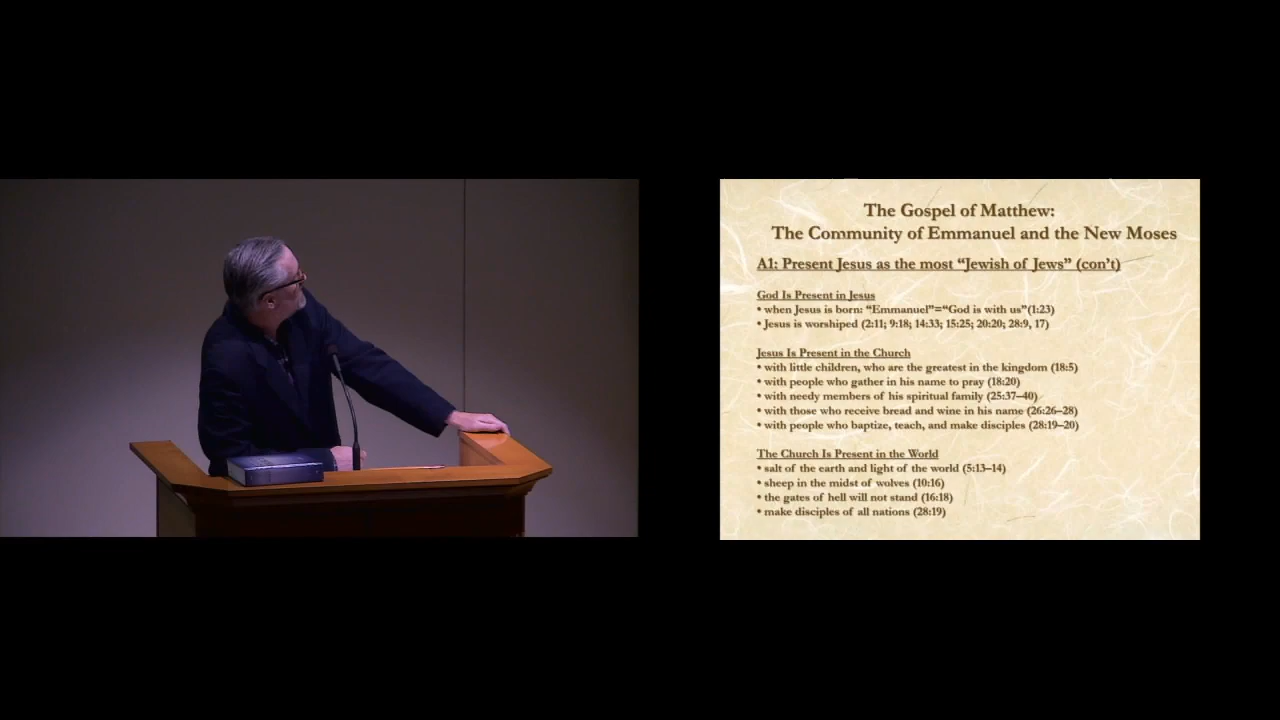 The Gospel of Matthew:
The Community of Emmanuel and the New Moses
A1: Present Jesus as the most “Jewish of Jews” (con’t)
God Is Present in Jesus
• when Jesus is born: “Emmanuel”=“God is with us”(1:23)
• Jesus is worshiped (2:11; 9:18; 14:33; 15:25; 20:20; 28:9, 17)
Jesus Is Present in the Church
• with little children, who are the greatest in the kingdom (18:5)
• with people who gather in his name to pray (18:20)
• with needy members of his spiritual family (25:37–40)
• with those who receive bread and wine in his name (26:26–28)
• with people who baptize, teach, and make disciples (28:19–20)
The Church Is Present in the World
• salt of the earth and light of the world (5:13–14)
• sheep in the midst of wolves (10:16)
• the gates of hell will not stand (16:18)
• make disciples of all nations (28:19)